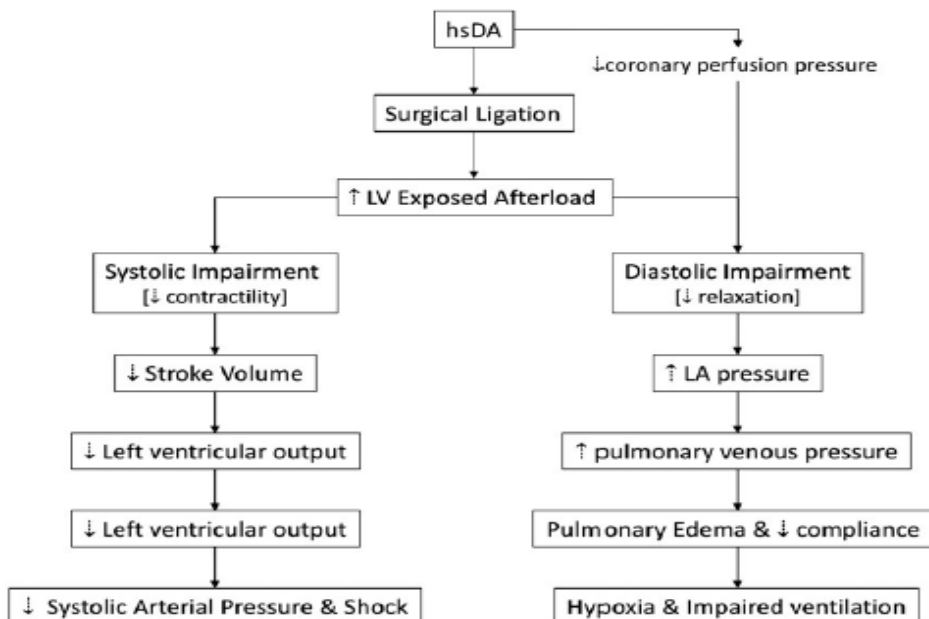 hsDA
↓coronary perfusion pressure
Surgical Ligation
↑ LV Exposed Afterload
Systolic Impairment
[↓ contractility]
Diastolic Impairment
[↓ relaxation]
↓ Stroke Volume
↑ LA pressure
↓ Left ventricular output
↑ pulmonary venous pressure
↓ Left ventricular output
Pulmonary Edema & ↓ compliance
↓ Systolic Arterial Pressure & Shock
Hypoxia & Impaired ventilation